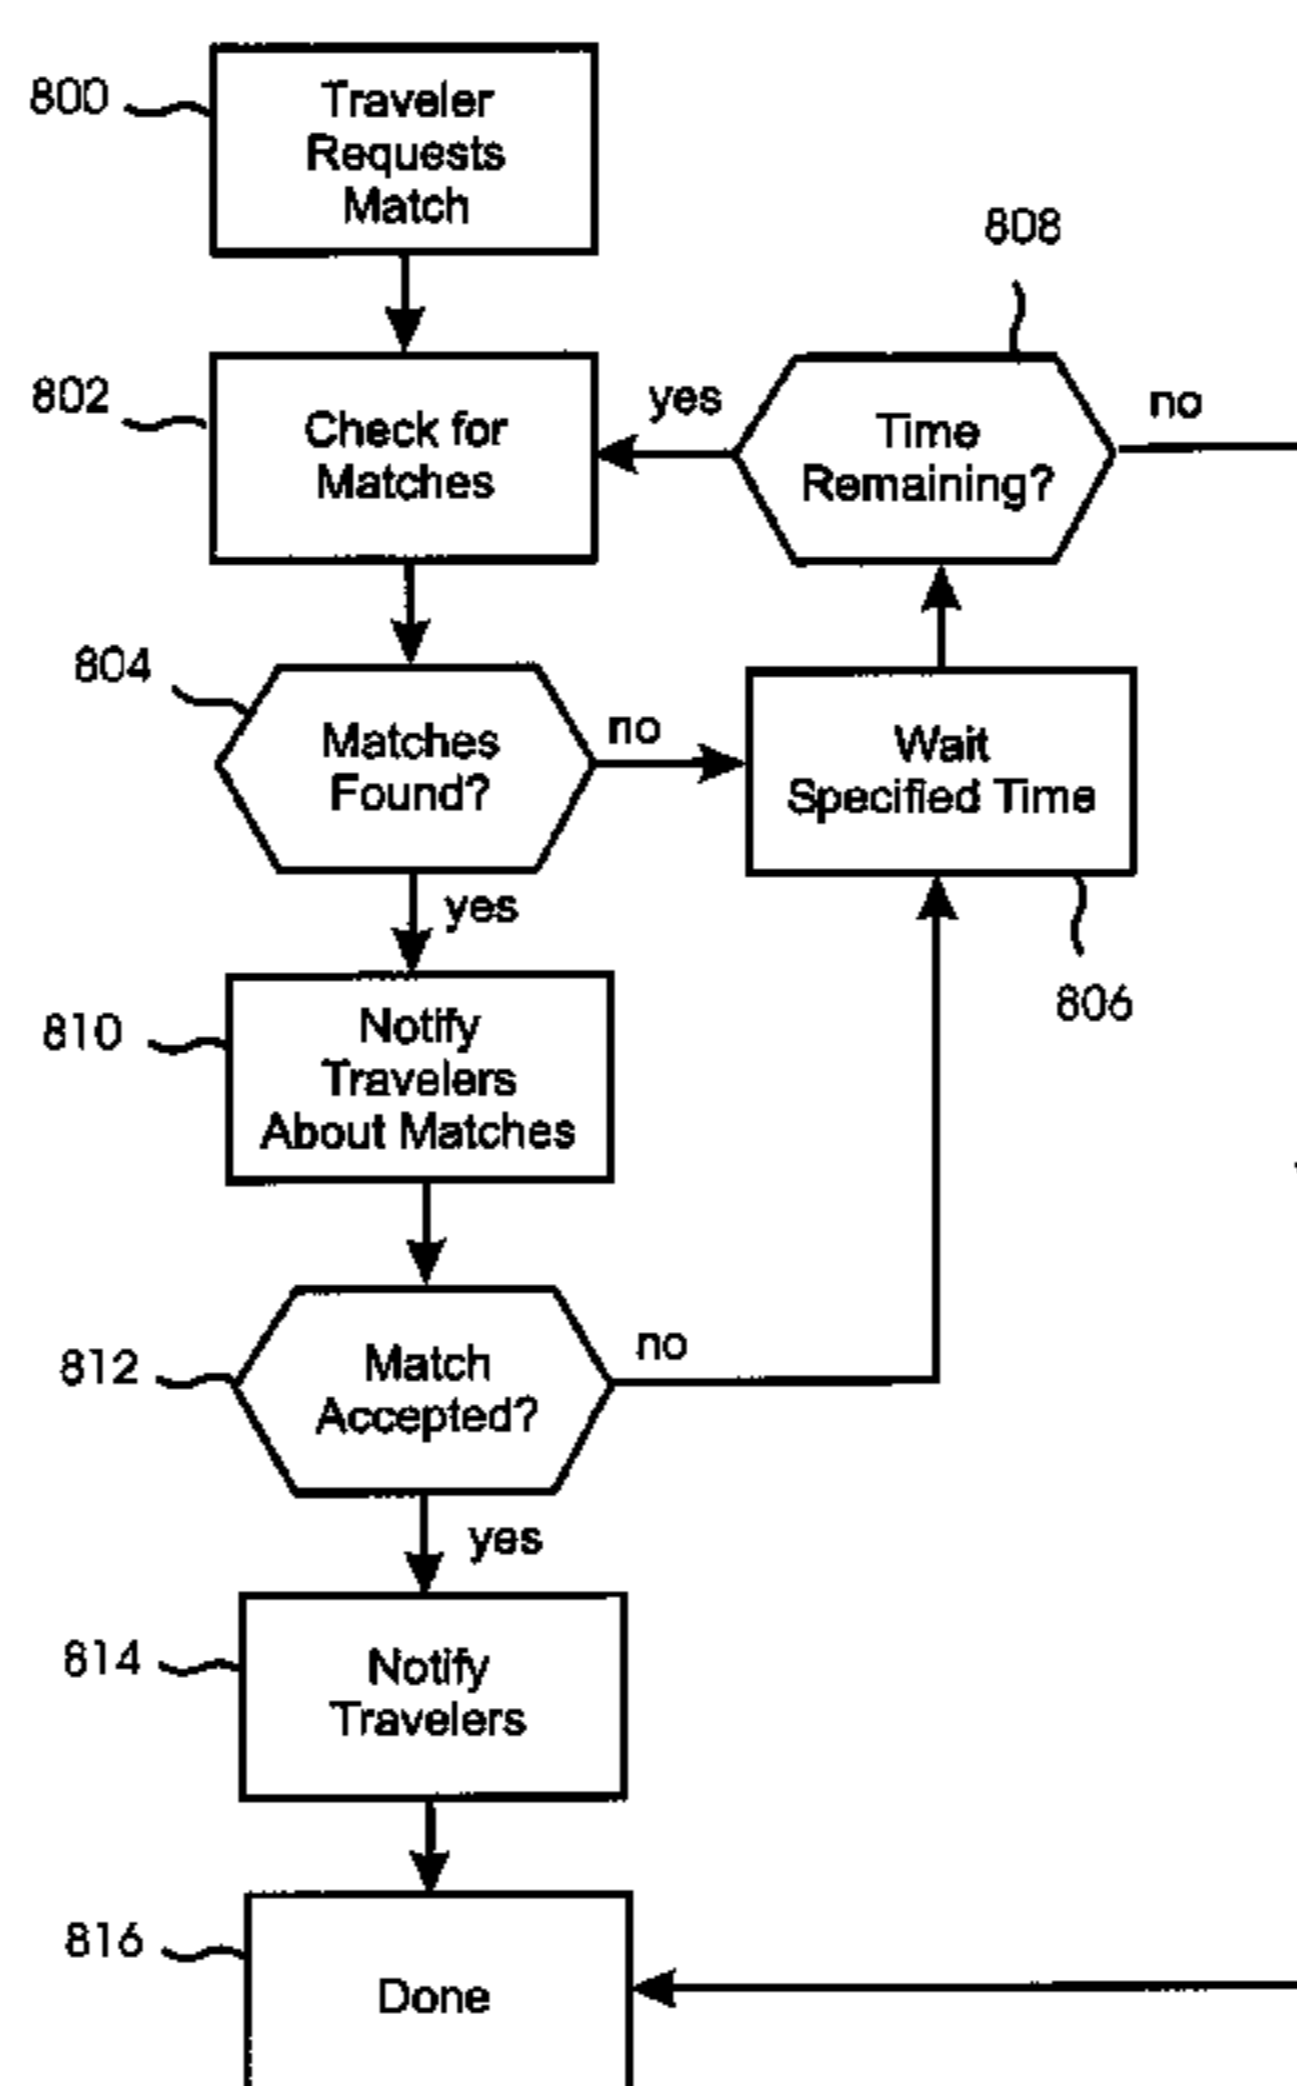 800
Traveler
Requests
Match
808
802
Check for
Matches
yes
Time
Remaining?
no
804
Matches
Found?
no
Wait
Specified Time
yes
806
810
Notify
Travelers
About Matches
812
Match
Accepted?
no
yes
814
Notify
Travelers
816
Done